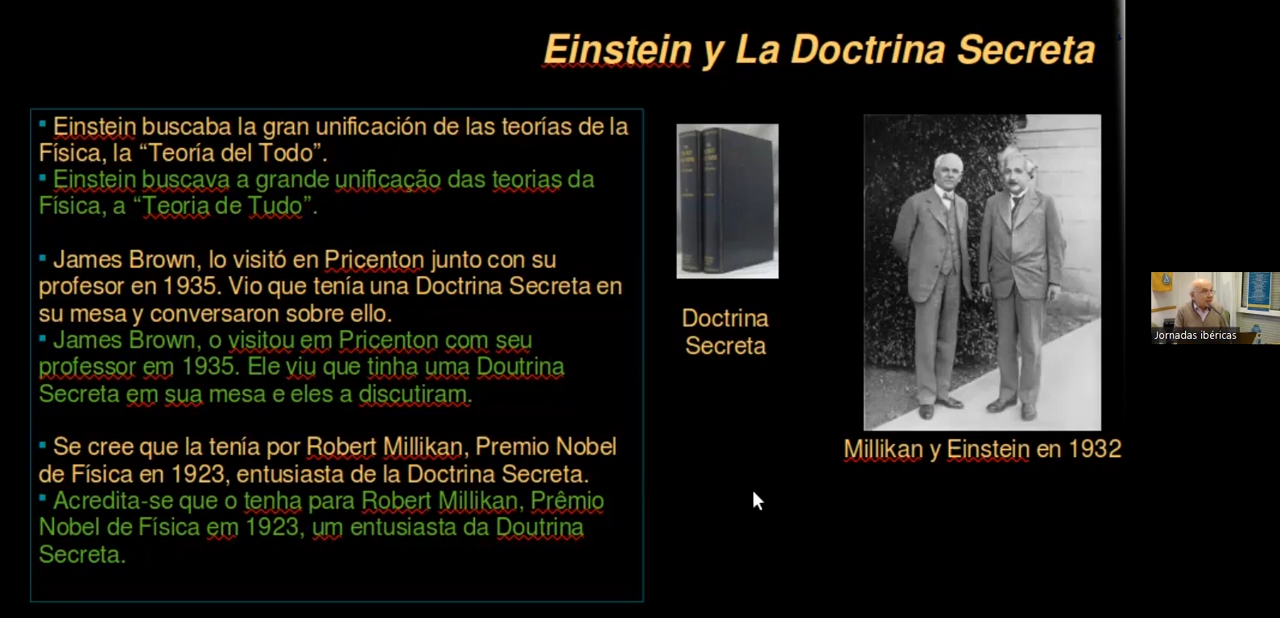 Einstein y La Doctrina Secreta
Einstein buscaba la gran unificación de las teorías de la
Física, la “Teoría del Todo”.
Einstein buscava a grande unificação das teorias da
Física, a “Teoria de Tudo”.
James Brown, lo visitó en Pricenton junto con su
profesor en 1935. Vio que tenía una Doctrina Secreta en
su mesa y conversaron sobre ello.
James Brown, o visitou em Pricenton com seu
professor em 1935. Ele viu que tinha uma Doutrina
Secreta em sua mesa e eles a discutiram.
Se cree que la tenía por Robert Millikan, Premio Nobel
de Física en 1923, entusiasta de la Doctrina Secreta.
Acredita-se que o tenha para Robert Millikan, Prêmio
Nobel de Física em 1923, um entusiasta da Doutrina
Secreta.
Doctrina
Secreta
Millikan y Einstein en 1932
Jornadas ibéricas